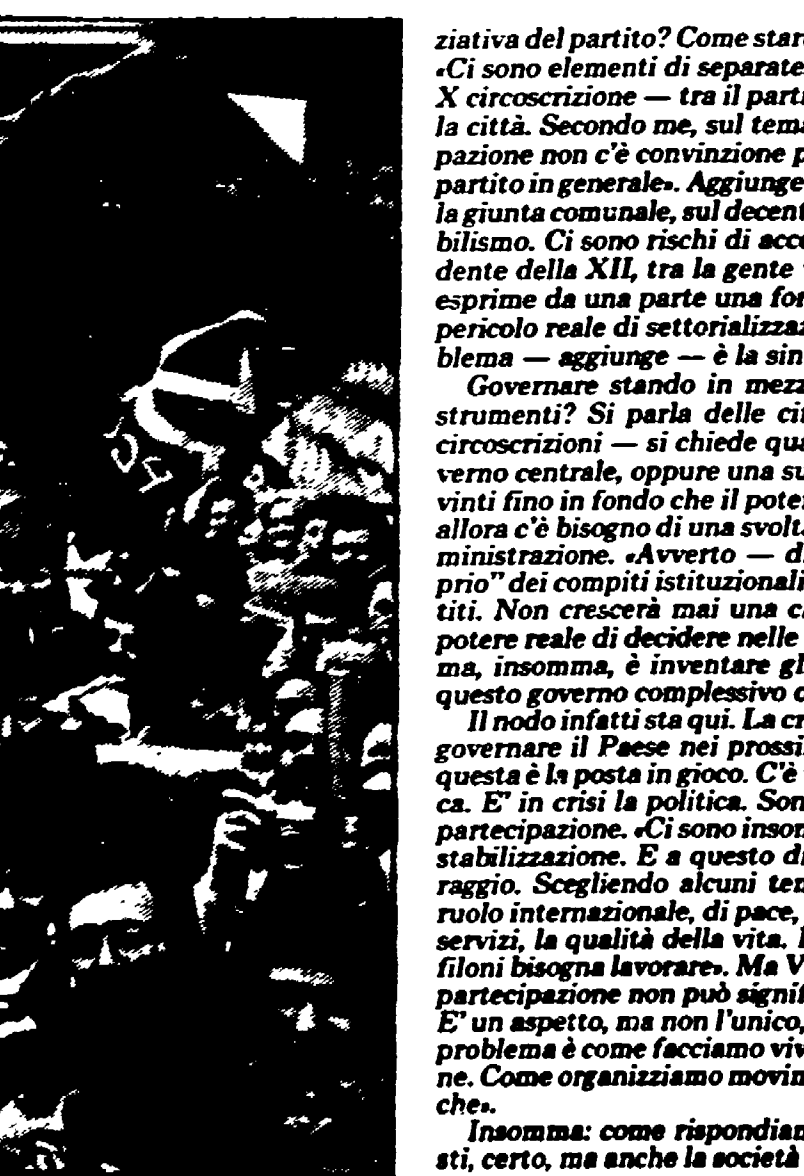 ziativa del partito? Come star
«Ci sono elementi di separate
X circoscrizione — tra il parti
la città. Secondo me, sul tema
pazione non c'è convinzione p
partito in generale». Aggiunge
la giunta comunale, sul decent
bilismo. Ci sono rischi di acc
dente della XII, tra la gente
esprime da una parte una for
pericolo reale di settorializzaz
blema — aggiunge — è la sin
Governare stando in mezz
strumenti? Si parla delle ci
circoscrizioni — si chiede qua
verno centrale, oppure una su
vinti fino in fondo che il pote
allora c'è bisogno di una svolta
ministrazione. «Avverto — d
prio” dei compiti istituzionali
titi. Non crescerà mai una c
potere reale di decidere nelle
ma, insomma, è inventare gl
questo governo complessivo c
Il nodo infatti sta qui. La cr
governare il Paese nei prossi
questa è la posta in gioco. C'è
ca. E' in crisi la politica. Son
partecipazione. «Ci sono inson
stabilizzazione. E a questo di
raggio. Scegliendo alcuni ten
ruolo internazionale, di pace,
servizi, la qualità della vita.
filoni bisogna lavorare». Ma V
partecipazione non può signif
E' un aspetto, ma non l'unico,
problema è come facciamo viv
ne. Come organizziamo movin
che».
Insomma: come rispondian
sti, certo, ma anche la società